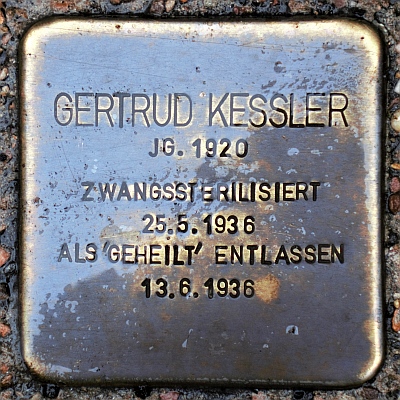 GERTRUD KESSLER
JG. 1920
ZWANGSSTERILISIERT
25.5.1936
ALS 'GEHEILT' ENTLASSEN
13.6.1936